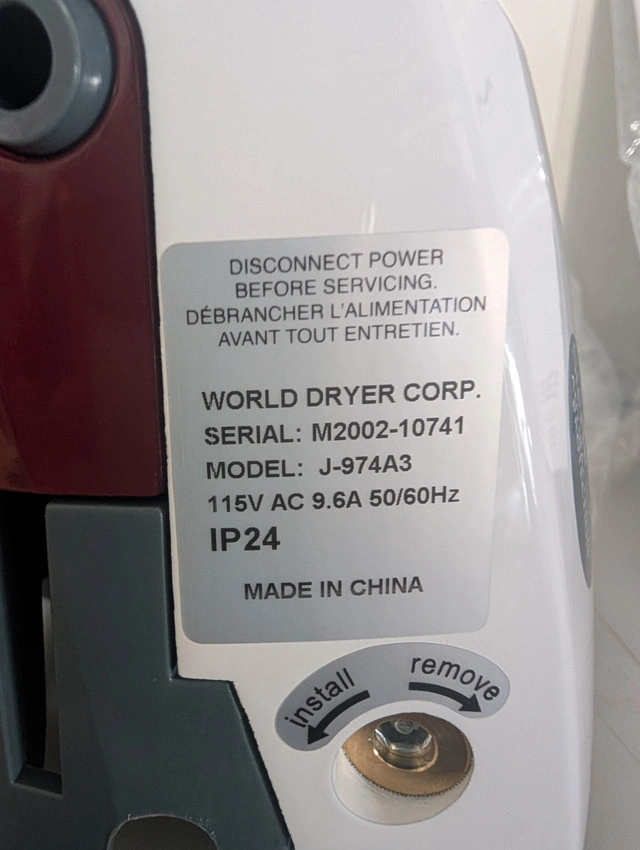 DISCONNECT POWER
BEFORE SERVICING.
DÉBRANCHER L'ALIMENTATION
AVANT TOUT ENTRETIEN.
WORLD DRYER CORP.
SERIAL: M2002-10741
MODEL: J-974A3
115V AC 9.6A 50/60Hz
IP24
MADE IN CHINA
install
remove